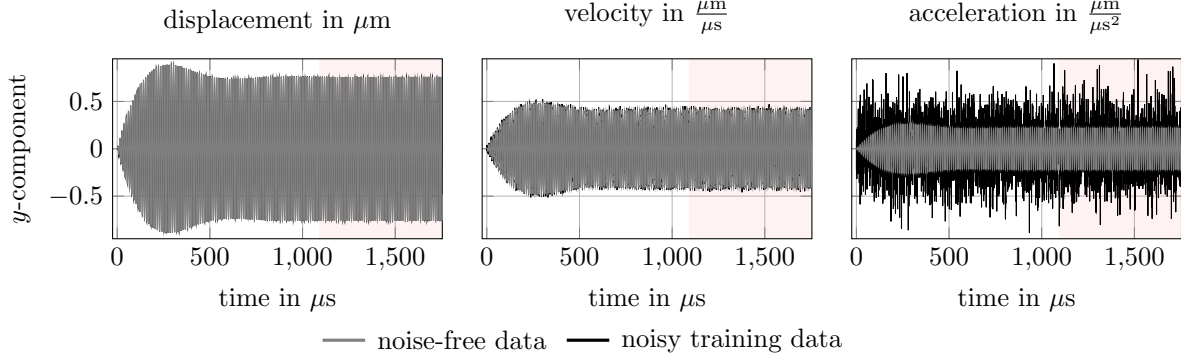 displacement in μm
velocity in μm/μs
acceleration in μm/μs²
y-component
0.5
0
−0.5
0 500 1,000 1,500
0 500 1,000 1,500
0 500 1,000 1,500
time in μs
time in μs
time in μs
noise-free data
noisy training data